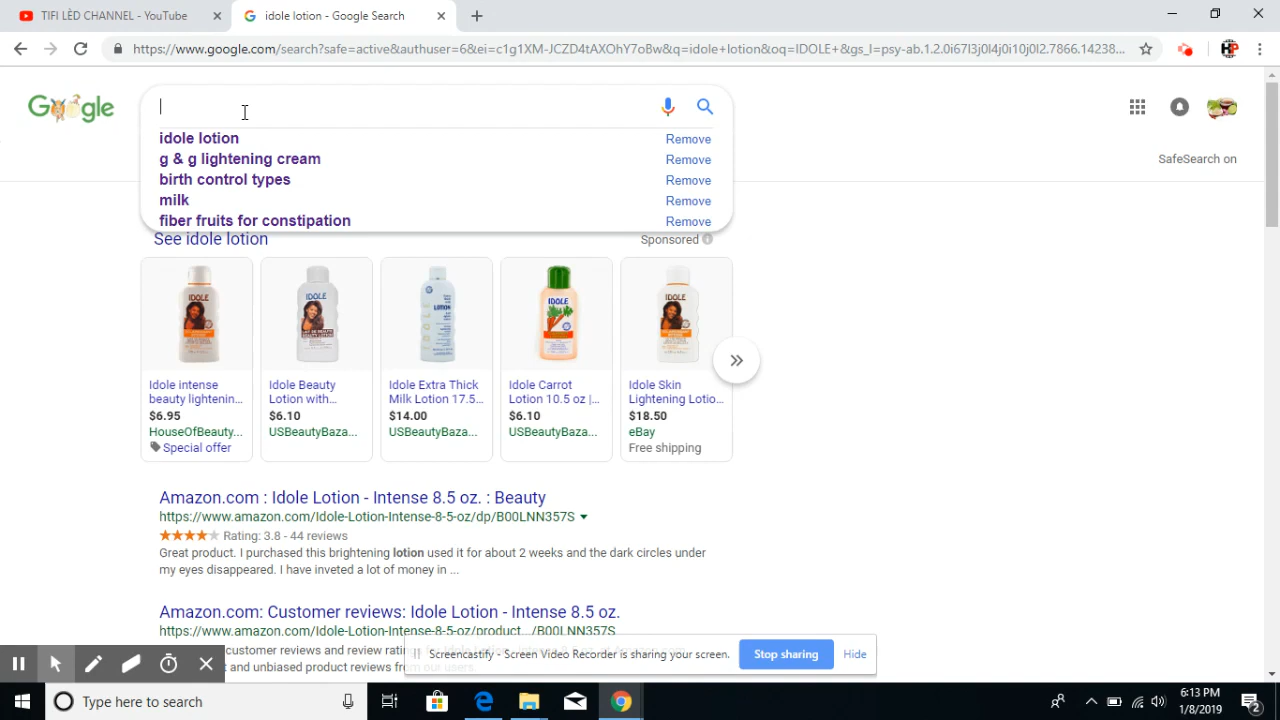 TIFI LÈD CHANNEL - YouTube
idole lotion - Google Search
https://www.google.com/search?safe=active&authuser=6&ei=c1g1XM-JCZD4tAXOhY7oBw&q=idole+lotion&oq=IDOLE+&gs_l=psy-ab.1.2.0i67l3j0l4j0i10j0l2.7866.14238...
Google
idole lotion Remove
g & g lightening cream Remove
birth control types Remove
milk Remove
fiber fruits for constipation Remove
SafeSearch on
See idole lotion
Sponsored
IDOLE
IDOLE
LOTION
IDOLE
IDOLE
Idole intense
beauty lightenin...
$6.95
HouseOfBeauty...
Special offer
Idole Beauty
Lotion with...
$6.10
USBeautyBaza...
Idole Extra Thick
Milk Lotion 17.5...
$14.00
USBeautyBaza...
Idole Carrot
Lotion 10.5 oz |...
$6.10
USBeautyBaza...
Idole Skin
Lightening Lotio...
$18.50
eBay
Free shipping
Amazon.com : Idole Lotion - Intense 8.5 oz. : Beauty
https://www.amazon.com/Idole-Lotion-Intense-8-5-oz/dp/B00LNN357S
Rating: 3.8 - 44 reviews
Great product. I purchased this brightening lotion used it for about 2 weeks and the dark circles under
my eyes disappeared. I have inveted a lot of money in ...
Amazon.com: Customer reviews: Idole Lotion - Intense 8.5 oz.
https://www.amazon.com/Idole-Lotion-Intense-8-5-oz/product.../B00LNN357S
customer reviews and review
and unbiased product reviews
Screencastify - Screen Video Recorder is sharing your screen.
Stop sharing
Hide
Type here to search
6:13 PM
1/8/2019
2